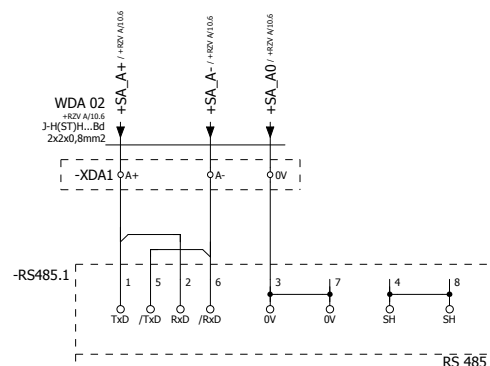 +SA_A+ / +RZV A/10.6
+SA_A- / +RZV A/10.6
+SA_A0 / +RZV A/10.6
WDA 02
+RZV A/10.6
J-H(ST)H...Bd
2x2x0,8mm2
-XDA1 A+ A- 0V
-RS485.1
1 5 2 6 3 7 4 8
TxD /TxD RxD /RxD 0V 0V SH SH
RS 485